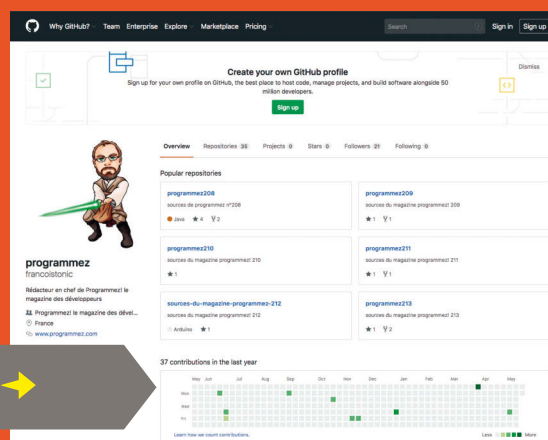 Why GitHub? Team Enterprise Explore Marketplace Pricing Search Sign in Sign up
Dismiss
Create your own GitHub profile
Sign up for your own profile on GitHub, the best place to host code, manage projects, and build software alongside 50
million developers.
Sign up
Overview Repositories 35 Projects 0 Stars 0 Followers 21 Following 0
Popular repositories
programmez208
sources de programmez n°208
Java ★ 4 2
programmez209
sources du magazine programmez! 209
★ 1 1
programmez210
sources du magazine programmez! 210
★ 1
programmez211
sources du magazine programmez! 211
★ 1 1
sources-du-magazine-programmez-212
sources du magazine programmez! 212
Arduino ★ 1
programmez213
sources du magazine programmez! 213
★ 1 2
programmez
francoistonic
Rédacteur en chef de Programmez! le
magazine des développeurs
Programmez! le magazine des dével...
France
www.programmez.com
37 contributions in the last year
May Jun Jul Aug Sep Oct Nov Dec Jan Feb Mar Apr May
Mon
Wed
Fri
Learn how we count contributions. Less More